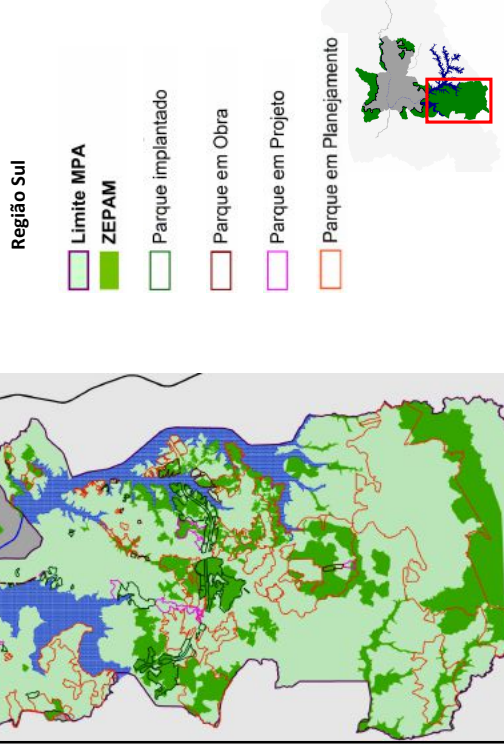 Região Sul
Limite MPA
ZEPAM
Parque implantado
Parque em Obra
Parque em Projeto
Parque em Planejamento